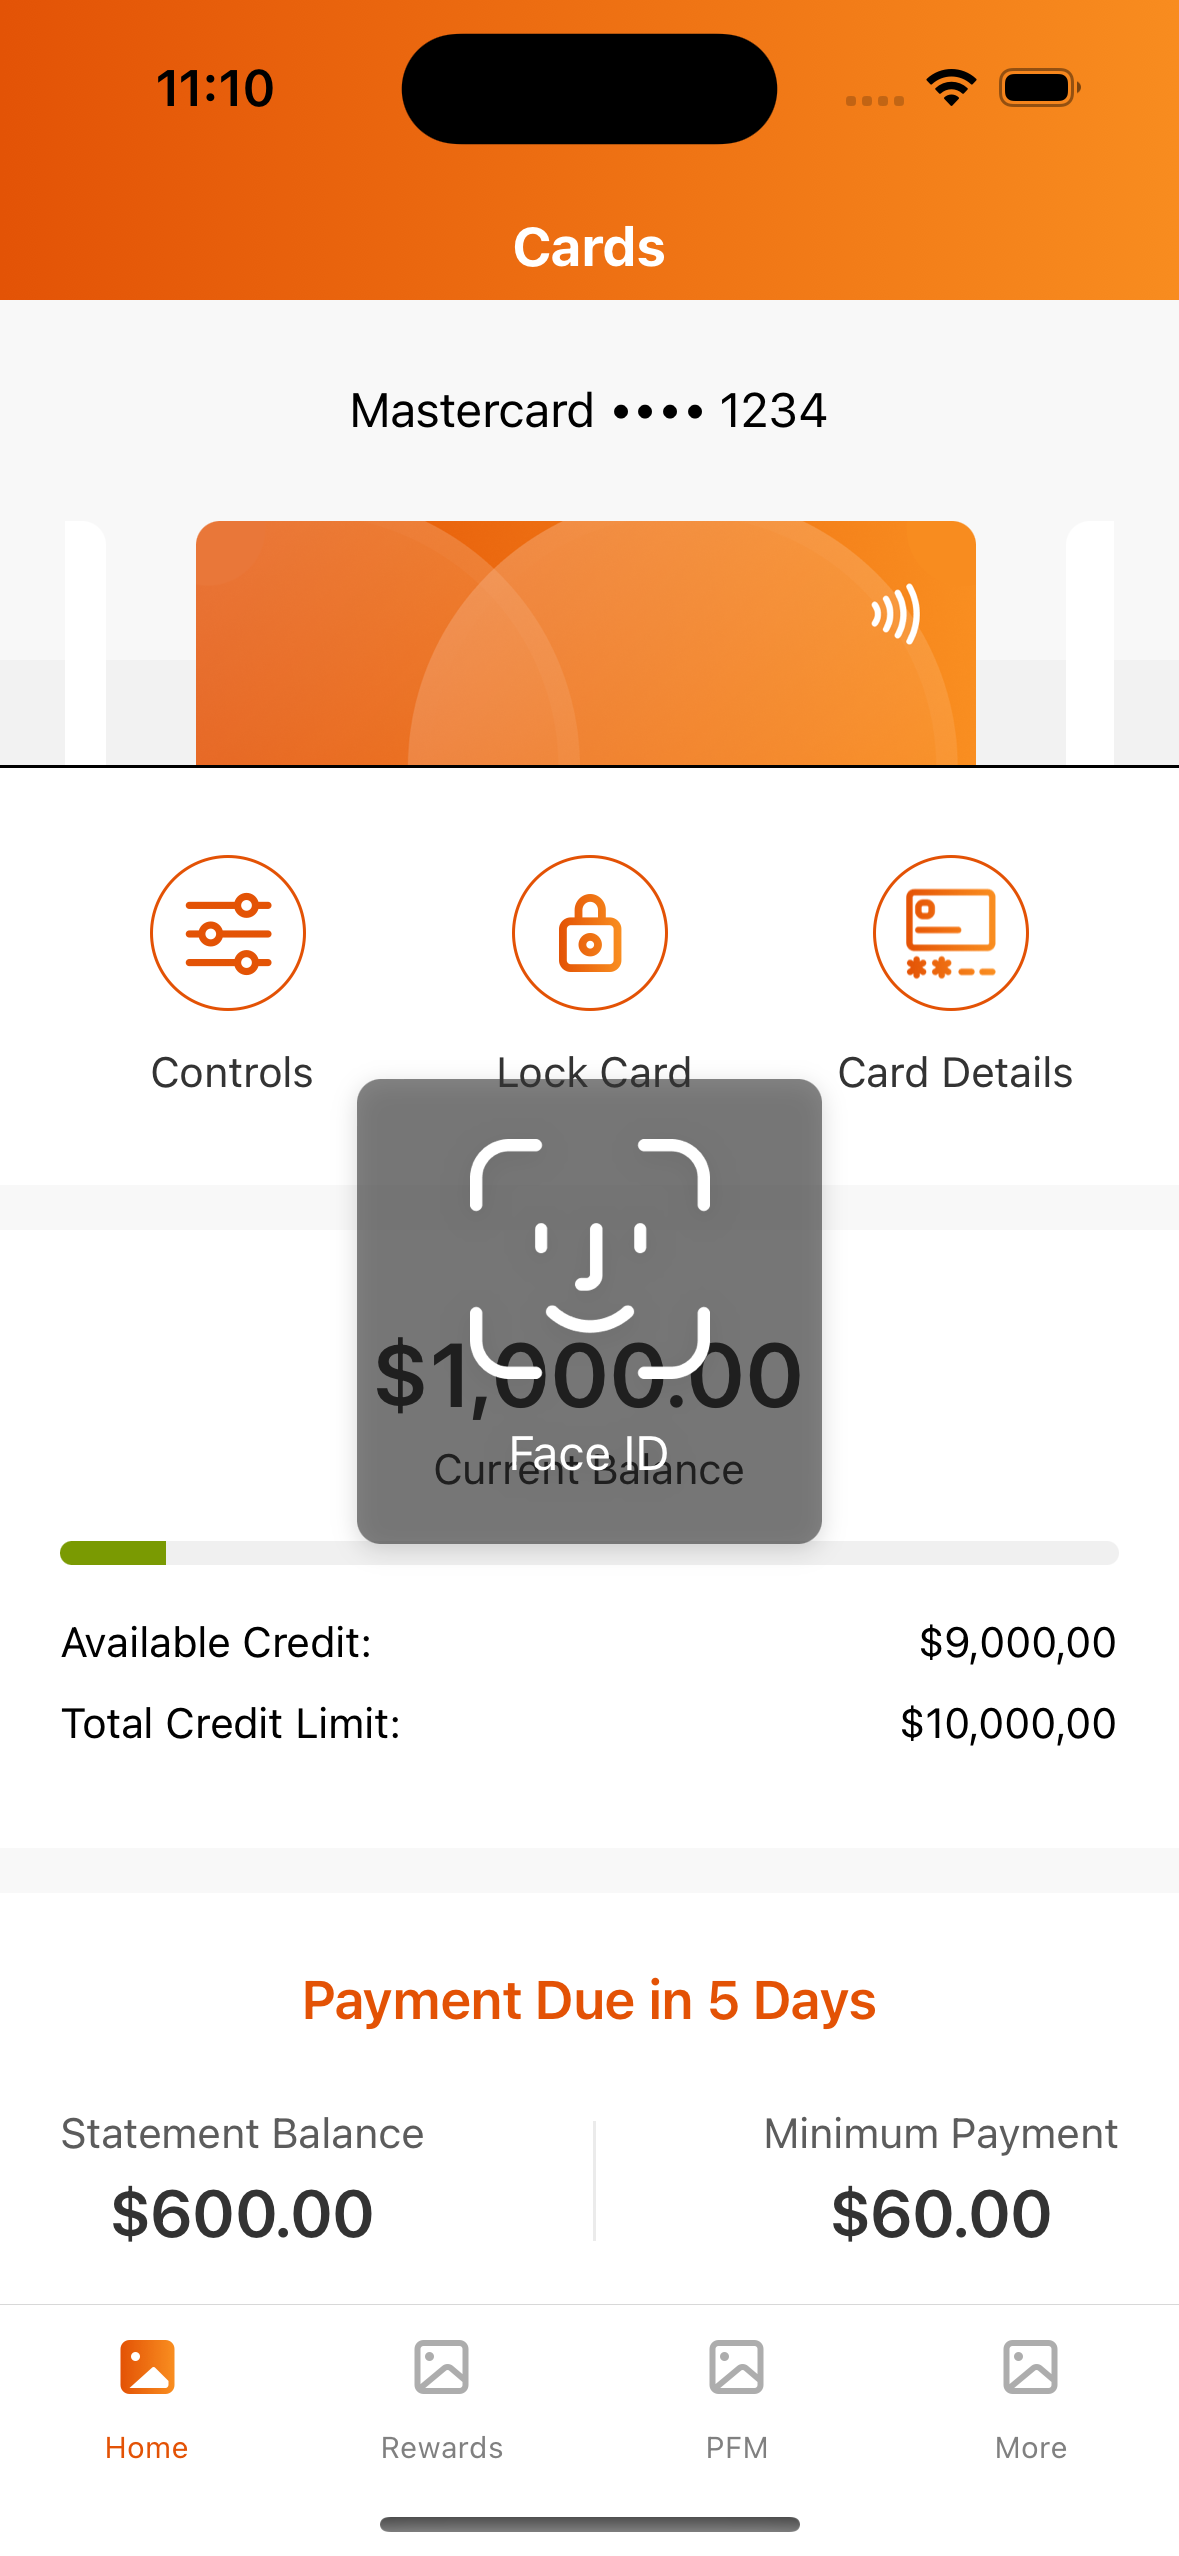 11:10
Cards
Mastercard •••• 1234
Controls
Lock Card
Card Details
$1,000.00
Face ID
Current Balance
Available Credit:
$9,000,00
Total Credit Limit:
$10,000,00
Payment Due in 5 Days
Statement Balance
Minimum Payment
$600.00
$60.00
Home
Rewards
PFM
More